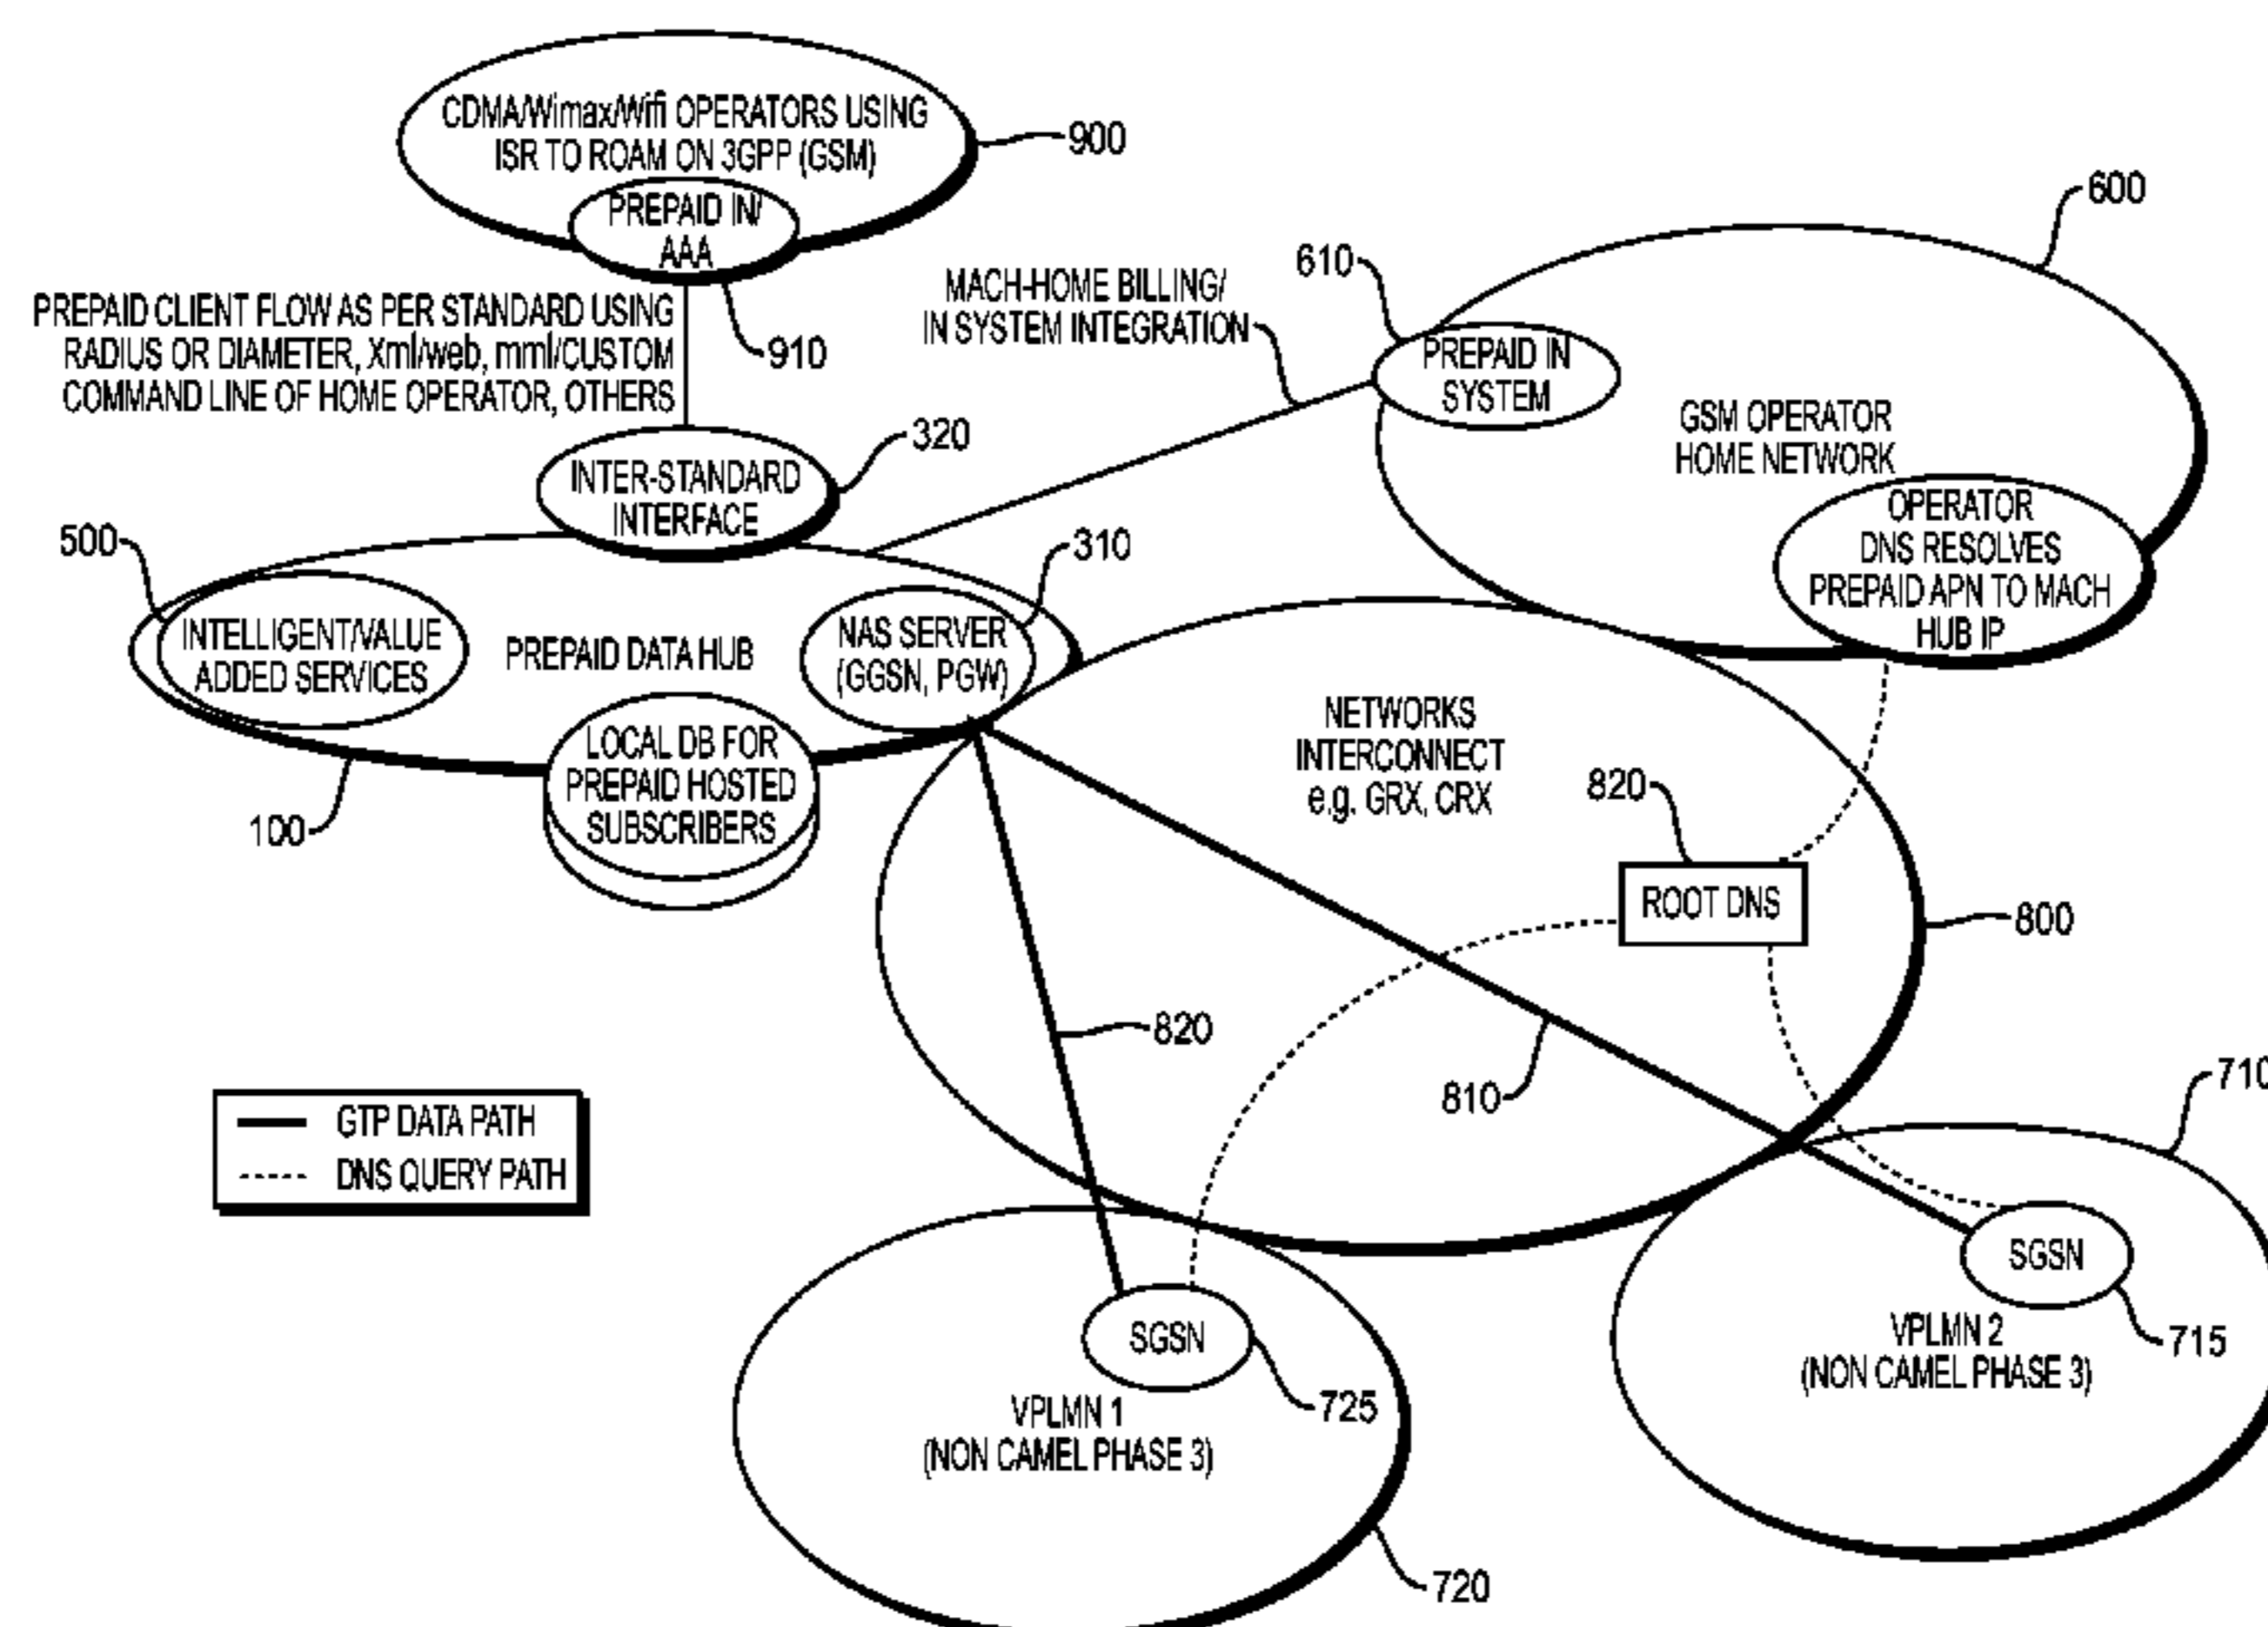 CDMA/Wimax/Wifi OPERATORS USING
ISR TO ROAM ON 3GPP (GSM)
900
PREPAID IN/
AAA
910
PREPAID CLIENT FLOW AS PER STANDARD USING
RADIUS OR DIAMETER, Xml/web, mml/CUSTOM
COMMAND LINE OF HOME OPERATOR, OTHERS
MACH-HOME BILLING/
IN SYSTEM INTEGRATION
600
610
PREPAID IN
SYSTEM
GSM OPERATOR
HOME NETWORK
OPERATOR
DNS RESOLVES
PREPAID APN TO MACH
HUB IP
320
INTER-STANDARD
INTERFACE
500
INTELLIGENT/VALUE
ADDED SERVICES
PREPAID DATA HUB
310
NAS SERVER
(GGSN, PGW)
LOCAL DB FOR
PREPAID HOSTED
SUBSCRIBERS
100
NETWORKS
INTERCONNECT
e.g. GRX, CRX
820
ROOT DNS
800
820
810
GTP DATA PATH
DNS QUERY PATH
710
SGSN
715
VPLMN 2
(NON CAMEL PHASE 3)
SGSN
725
VPLMN 1
(NON CAMEL PHASE 3)
720